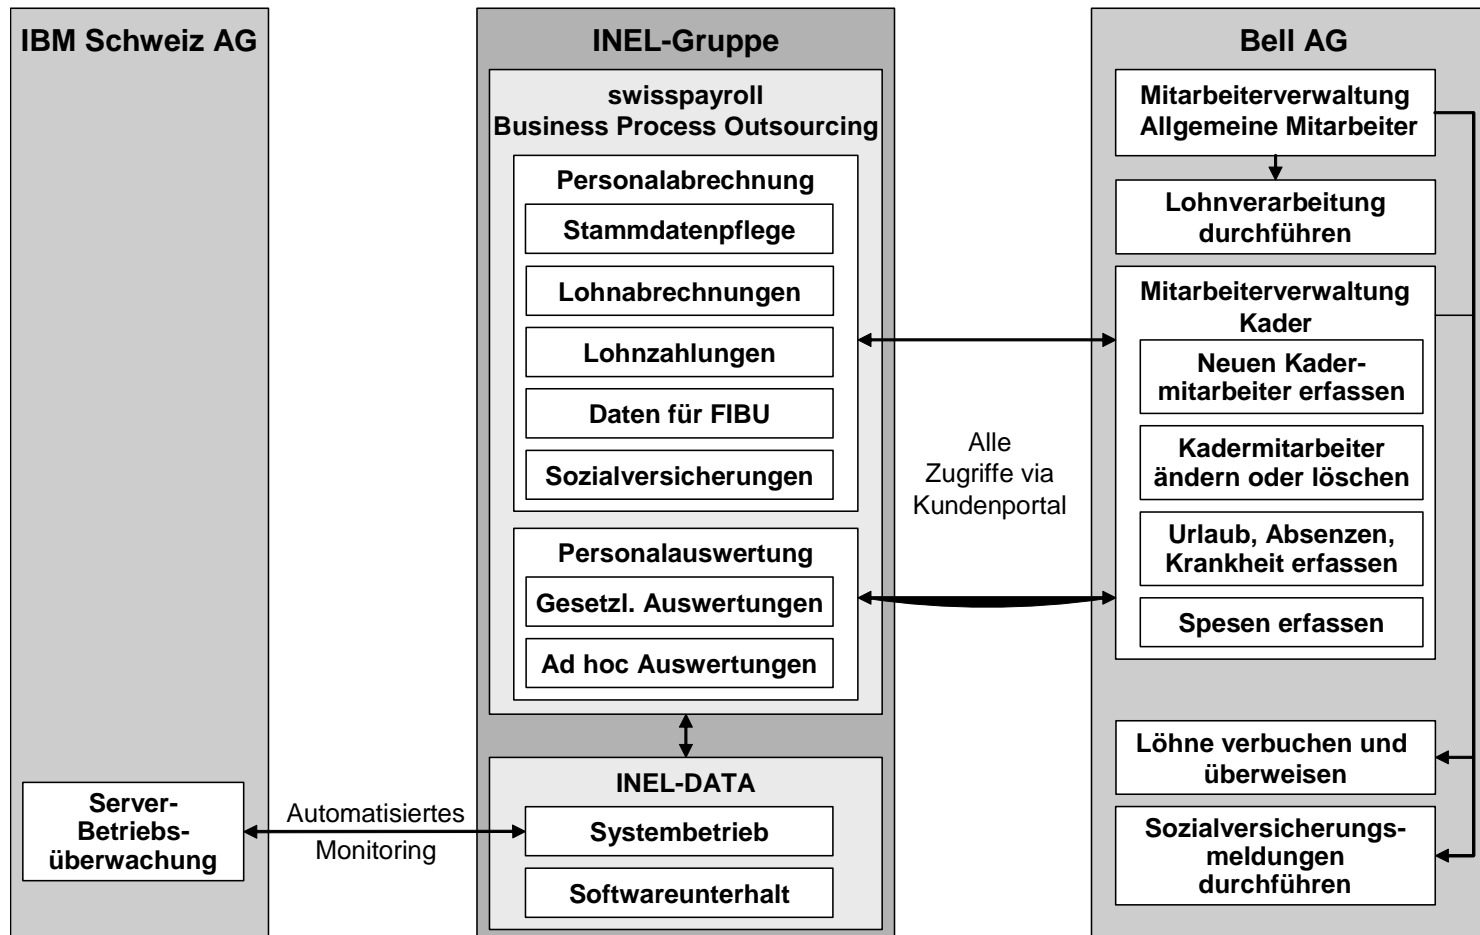 IBM Schweiz AG
Server-
Betriebs-
überwachung
Automatisiertes
Monitoring
INEL-Gruppe
swisspayroll
Business Process Outsourcing
Personalabrechnung
Stammdatenpflege
Lohnabrechnungen
Lohnzahlungen
Daten für FIBU
Sozialversicherungen
Personalauswertung
Gesetzl. Auswertungen
Ad hoc Auswertungen
INEL-DATA
Systembetrieb
Softwareunterhalt
Alle
Zugriffe via
Kundenportal
Bell AG
Mitarbeiterverwaltung
Allgemeine Mitarbeiter
Lohnverarbeitung
durchführen
Mitarbeiterverwaltung
Kader
Neuen Kader-
mitarbeiter erfassen
Kadermitarbeiter
ändern oder löschen
Urlaub, Absenzen,
Krankheit erfassen
Spesen erfassen
Löhne verbuchen und
überweisen
Sozialversicherungs-
meldungen
durchführen